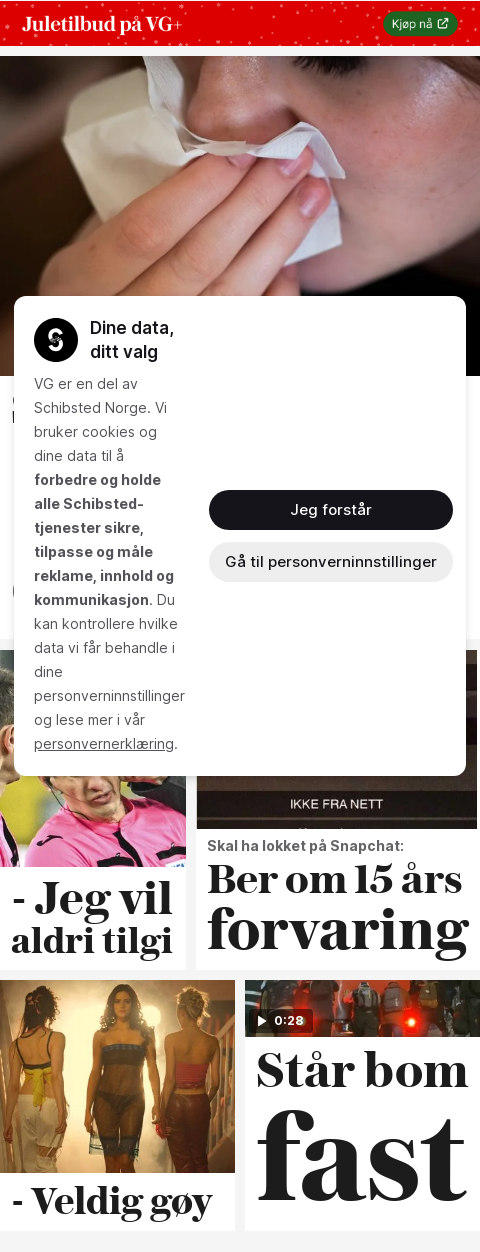 Juletilbud på VG+
Kjøp nå
Dine data,
ditt valg
VG er en del av
Schibsted Norge. Vi
bruker cookies og
dine data til å
forbedre og holde
alle Schibsted-
tjenester sikre,
tilpasse og måle
reklame, innhold og
kommunikasjon. Du
kan kontrollere hvilke
data vi får behandle i
dine
personverninnstillinger
og lese mer i vår
personvernerklæring.
Jeg forstår
Gå til personverninnstillinger
IKKE FRA NETT
- Jeg vil
aldri tilgi
Skal ha lokket på Snapchat:
Ber om 15 års
forvaring
- Veldig gøy
0:28
Står bom
fast